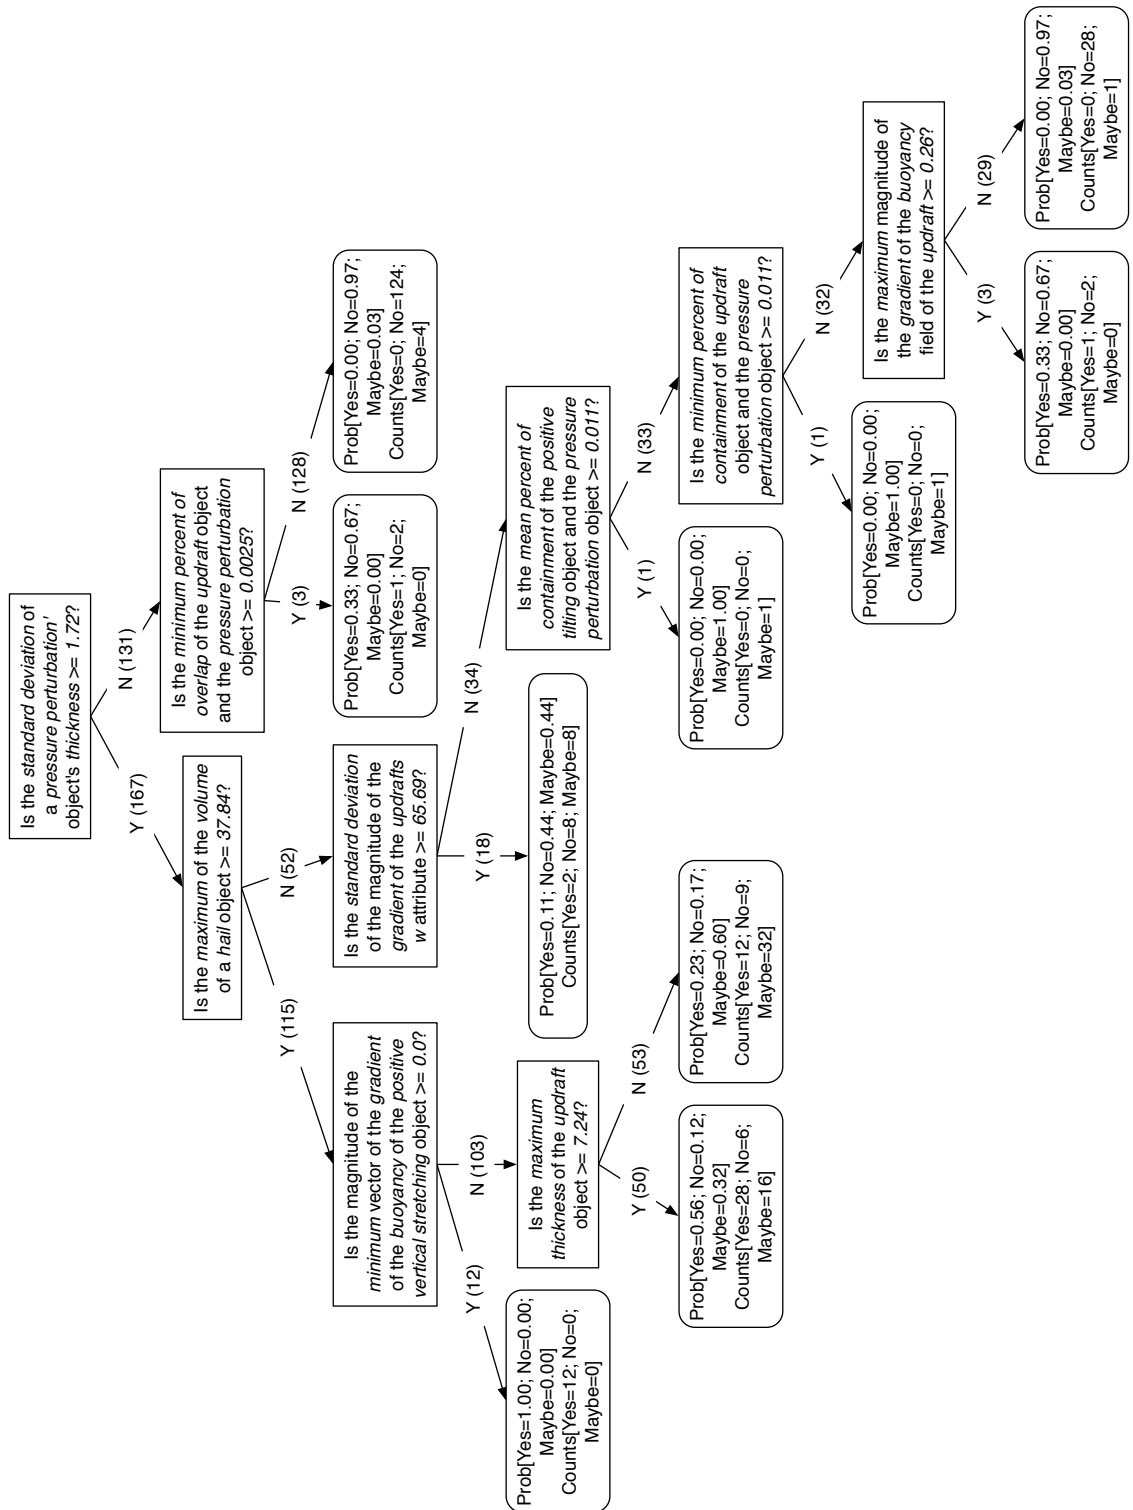 Is the standard deviation of
a pressure perturbation'
object's thickness >= 1.72?
Y (167)
N (131)
Is the maximum of the volume
of a hail object >= 37.84?
Is the minimum percent of
overlap of the updraft object
and the pressure perturbation
object >= 0.0025?
Y (115)
N (52)
Y (3)
N (128)
Is the magnitude of the
minimum vector of the gradient
of the buoyancy of the positive
vertical stretching object >= 0.0?
Is the standard deviation
of the magnitude of the
gradient of the updrafts
w attribute >= 65.69?
Prob[Yes=0.33; No=0.67;
Maybe=0.00]
Counts[Yes=1; No=2;
Maybe=0]
Prob[Yes=0.00; No=0.97;
Maybe=0.03]
Counts[Yes=0; No=124;
Maybe=4]
Y (12)
N (103)
Y (18)
N (34)
Prob[Yes=1.00; No=0.00;
Maybe=0.00]
Counts[Yes=12; No=0;
Maybe=0]
Is the maximum
thickness of the updraft
object >= 7.24?
Prob[Yes=0.11; No=0.44; Maybe=0.44]
Counts[Yes=2; No=8; Maybe=8]
Is the mean percent of
containment of the positive
tilting object and the pressure
perturbation object >= 0.011?
Y (50)
N (53)
Y (1)
N (33)
Prob[Yes=0.56; No=0.12;
Maybe=0.32]
Counts[Yes=28; No=6;
Maybe=16]
Prob[Yes=0.23; No=0.17;
Maybe=0.60]
Counts[Yes=12; No=9;
Maybe=32]
Prob[Yes=0.00; No=0.00;
Maybe=1.00]
Counts[Yes=0; No=0;
Maybe=1]
Is the minimum percent of
containment of the updraft
object and the pressure
perturbation object >= 0.011?
Y (1)
N (32)
Prob[Yes=0.00; No=0.00;
Maybe=1.00]
Counts[Yes=0; No=0;
Maybe=1]
Is the maximum magnitude of
the gradient of the buoyancy
field of the updraft >= 0.26?
Y (3)
N (29)
Prob[Yes=0.33; No=0.67;
Maybe=0.00]
Counts[Yes=1; No=2;
Maybe=0]
Prob[Yes=0.00; No=0.97;
Maybe=0.03]
Counts[Yes=0; No=28;
Maybe=1]